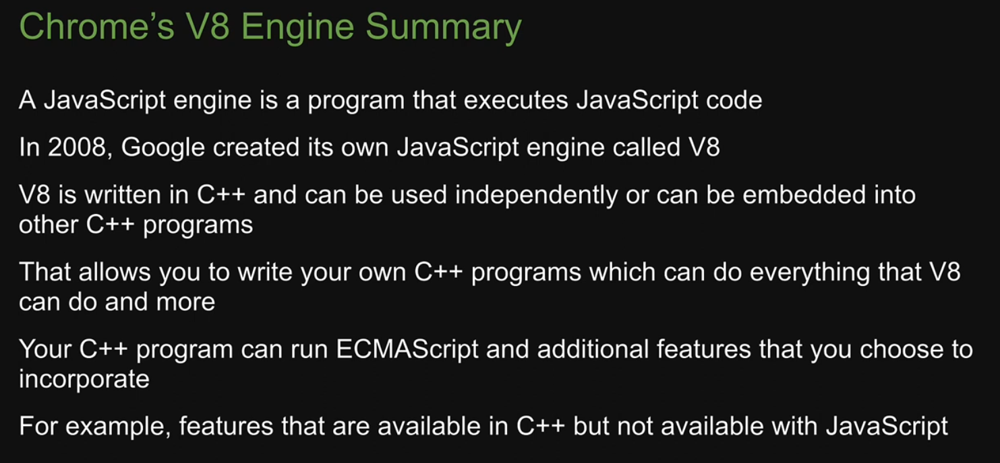 Chrome’s V8 Engine Summary
A JavaScript engine is a program that executes JavaScript code
In 2008, Google created its own JavaScript engine called V8
V8 is written in C++ and can be used independently or can be embedded into
other C++ programs
That allows you to write your own C++ programs which can do everything that V8
can do and more
Your C++ program can run ECMAScript and additional features that you choose to
incorporate
For example, features that are available in C++ but not available with JavaScript